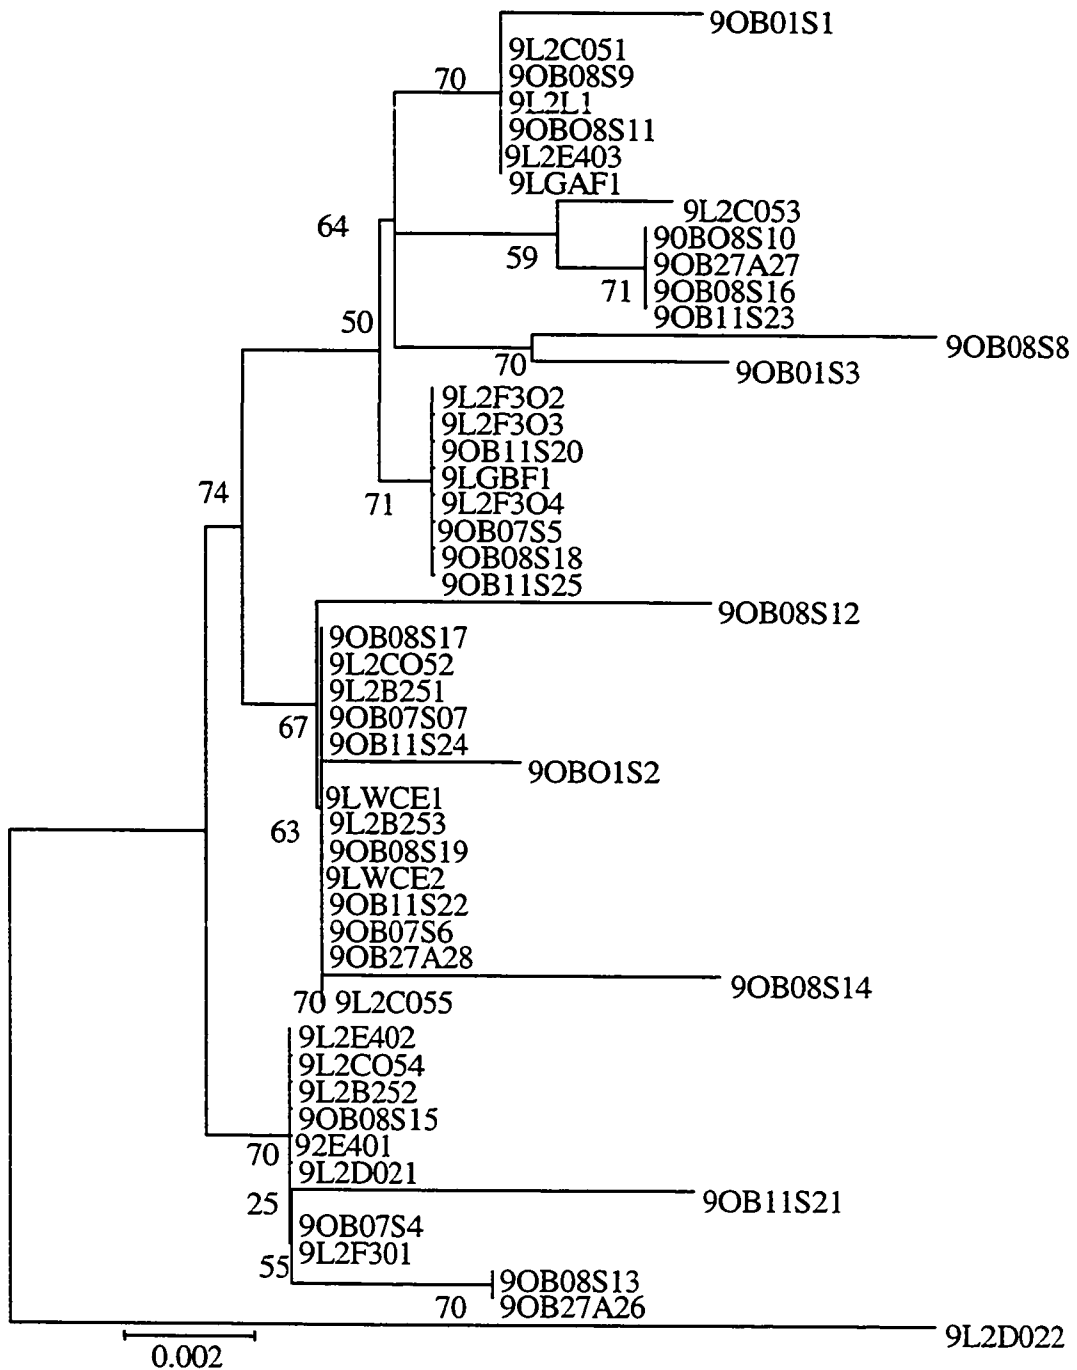 9OB01S1
9L2C051
70
9OB08S9
9L2L1
9OBO8S11
9L2E403
9LGAF1
9L2C053
64
90BO8S10
59
9OB27A27
71
9OB08S16
9OB11S23
50
9OB08S8
70
9OB01S3
9L2F3O2
9L2F3O3
9OB11S20
9LGBF1
74
9L2F3O4
71
9OB07S5
9OB08S18
9OB11S25
9OB08S12
9OB08S17
9L2CO52
9L2B251
9OB07S07
67
9OB11S24
9OBO1S2
9LWCE1
9L2B253
63
9OB08S19
9LWCE2
9OB11S22
9OB07S6
9OB27A28
9OB08S14
70 9L2C055
9L2E402
9L2CO54
9L2B252
9OB08S15
92E401
70
9L2D021
25
9OB11S21
9OB07S4
9L2F301
55
9OB08S13
70
9OB27A26
9L2D022
0.002